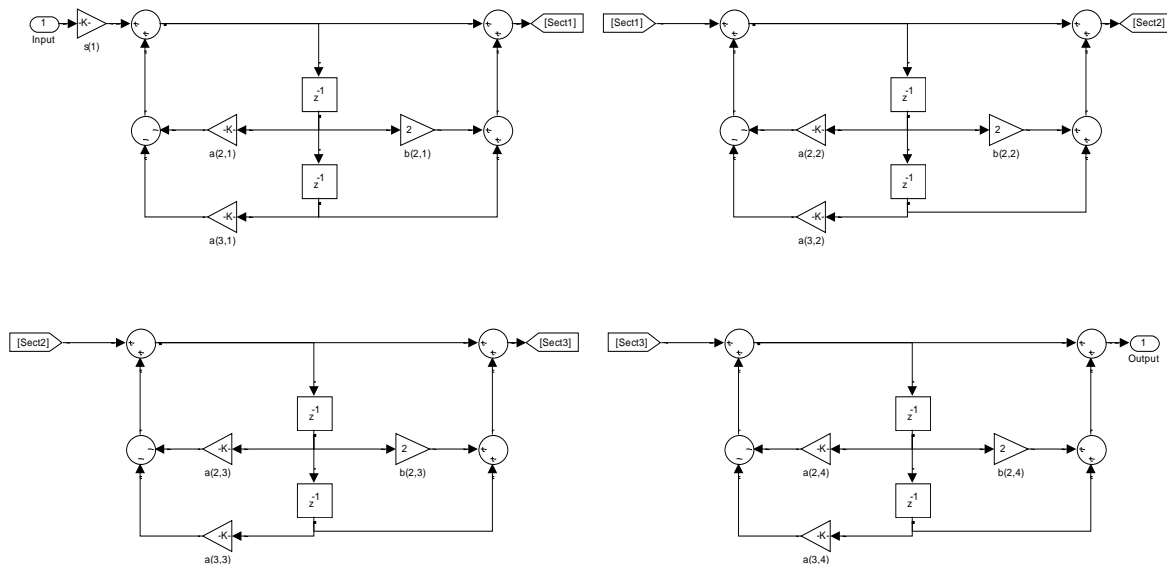 1
Input
-K-
s(1)
[Sect1]
z-1
-K-
a(2,1)
2
b(2,1)
z-1
-K-
a(3,1)
[Sect1]
[Sect2]
z-1
-K-
a(2,2)
2
b(2,2)
z-1
-K-
a(3,2)
[Sect2]
[Sect3]
z-1
-K-
a(2,3)
2
b(2,3)
z-1
-K-
a(3,3)
[Sect3]
1
Output
z-1
-K-
a(2,4)
2
b(2,4)
z-1
-K-
a(3,4)